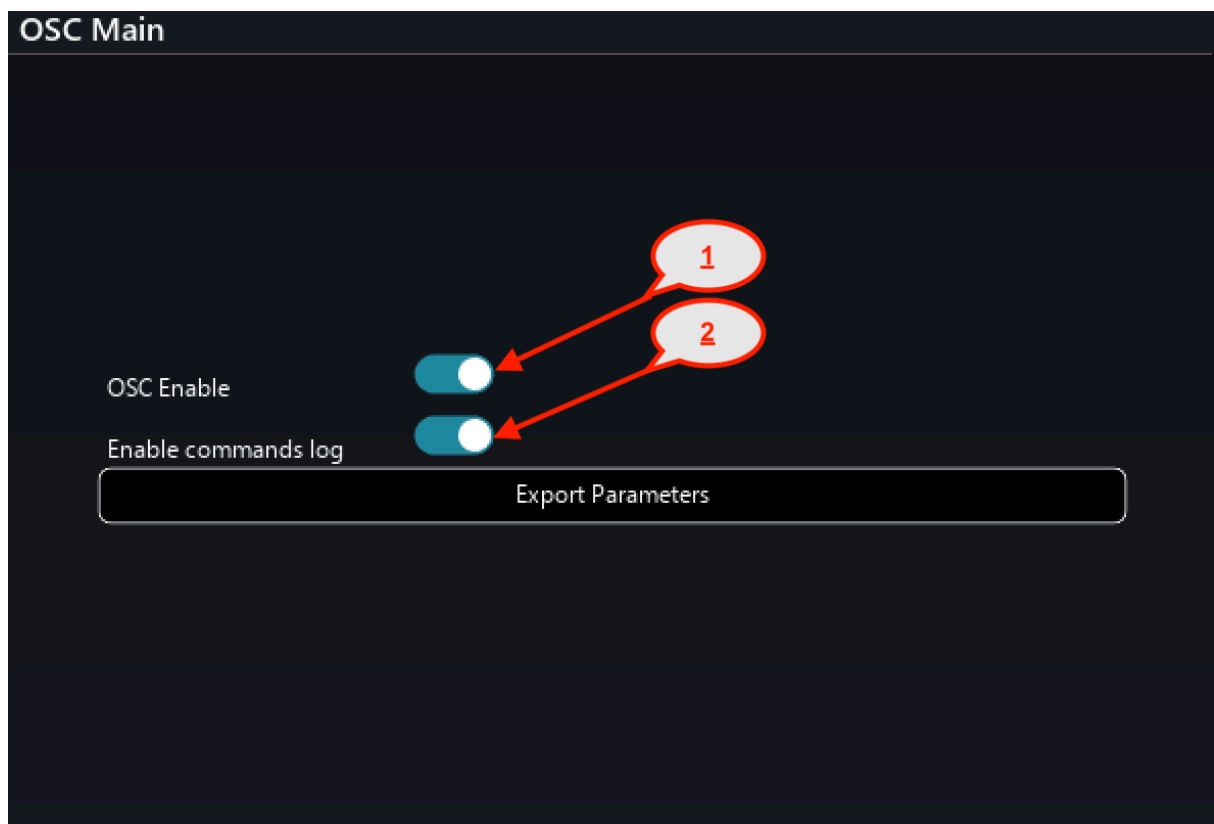 OSC Main
1
2
OSC Enable
Enable commands log
Export Parameters